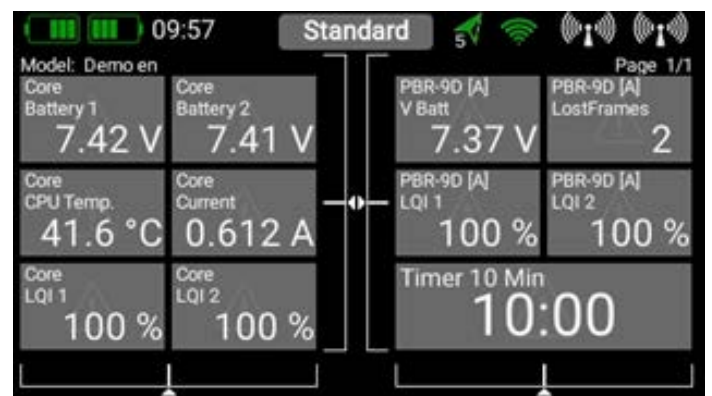 09:57 Standard 5
Model: Demo en Page 1/1
Core
Battery 1
7.42 V
Core
Battery 2
7.41 V
PBR-9D [A]
V Batt
7.37 V
PBR-9D [A]
LostFrames
2
Core
CPU Temp.
41.6 °C
Core
Current
0.612 A
PBR-9D [A]
LQI 1
100 %
PBR-9D [A]
LQI 2
100 %
Core
LQI 1
100 %
Core
LQI 2
100 %
Timer 10 Min
10:00